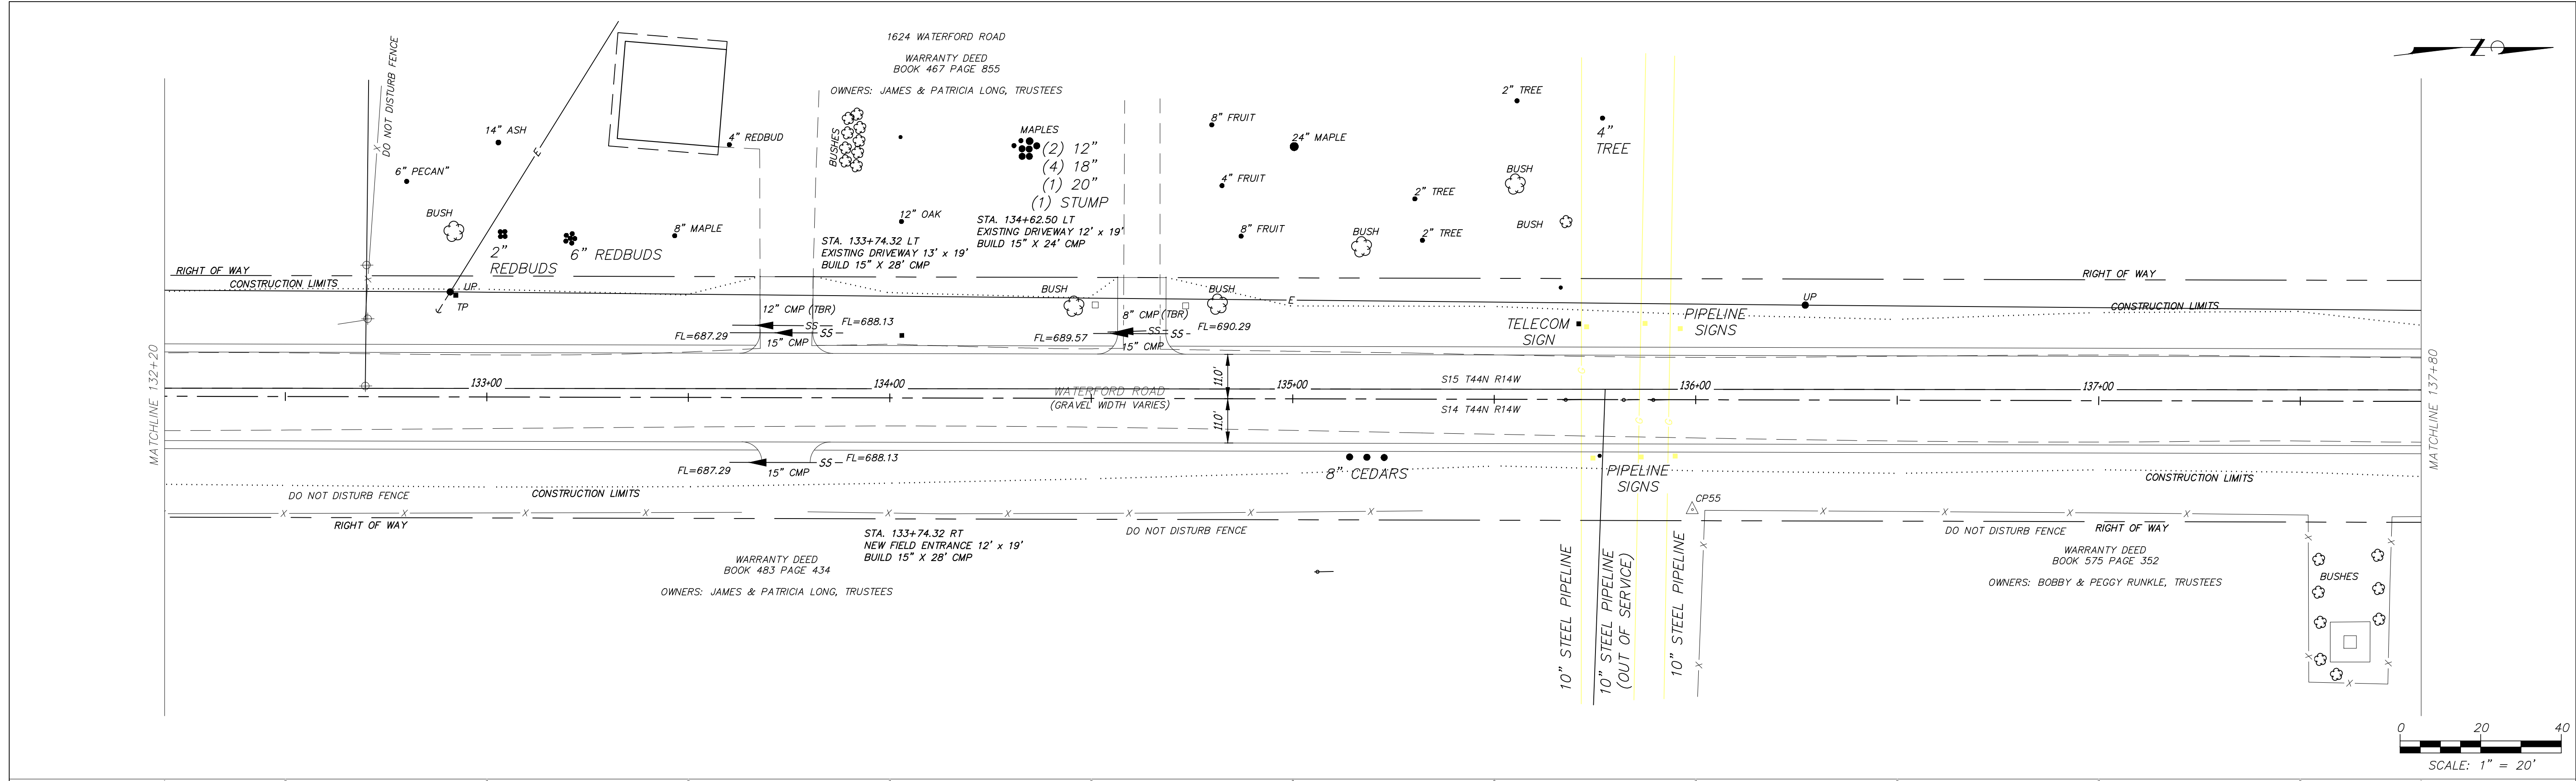 1624 WATERFORD ROAD
WARRANTY DEED
BOOK 467 PAGE 855
OWNERS: JAMES & PATRICIA LONG, TRUSTEES
N
DO NOT DISTURB FENCE
X
14" ASH
E
4" REDBUD
BUSHES
MAPLES
(2) 12"
(4) 18"
(1) 20"
(1) STUMP
8" FRUIT
24" MAPLE
2" TREE
4"
TREE
6" PECAN"
BUSH
2"
REDBUDS
6" REDBUDS
8" MAPLE
12" OAK
4" FRUIT
8" FRUIT
2" TREE
2" TREE
BUSH
BUSH
BUSH
STA. 134+62.50 LT
EXISTING DRIVEWAY 12' x 19'
BUILD 15" X 24' CMP
STA. 133+74.32 LT
EXISTING DRIVEWAY 13' x 19'
BUILD 15" X 28' CMP
RIGHT OF WAY
CONSTRUCTION LIMITS
X
UP
TP
12" CMP (TBR)
FL=688.13
SS
SS
FL=687.29
15" CMP
BUSH
BUSH
8" CMP (TBR)
FL=690.29
SS
SS
FL=689.57
15" CMP
E
TELECOM
SIGN
PIPELINE
SIGNS
UP
RIGHT OF WAY
CONSTRUCTION LIMITS
MATCHLINE 132+20
133+00
134+00
WATERFORD ROAD
(GRAVEL WIDTH VARIES)
11.0'
11.0'
135+00
S15 T44N R14W
S14 T44N R14W
136+00
137+00
MATCHLINE 137+80
FL=687.29
15" CMP
SS
FL=688.13
8" CEDARS
PIPELINE
SIGNS
CP55
CONSTRUCTION LIMITS
DO NOT DISTURB FENCE
CONSTRUCTION LIMITS
X X X X X X X X X
RIGHT OF WAY
STA. 133+74.32 RT
NEW FIELD ENTRANCE 12' x 19'
BUILD 15" X 28' CMP
DO NOT DISTURB FENCE
WARRANTY DEED
BOOK 483 PAGE 434
OWNERS: JAMES & PATRICIA LONG, TRUSTEES
10" STEEL PIPELINE
10" STEEL PIPELINE
(OUT OF SERVICE)
10" STEEL PIPELINE
X X X X
DO NOT DISTURB FENCE
RIGHT OF WAY
WARRANTY DEED
BOOK 575 PAGE 352
OWNERS: BOBBY & PEGGY RUNKLE, TRUSTEES
X
X
BUSHES
X
X
X
X
X
0 20 40
SCALE: 1" = 20'